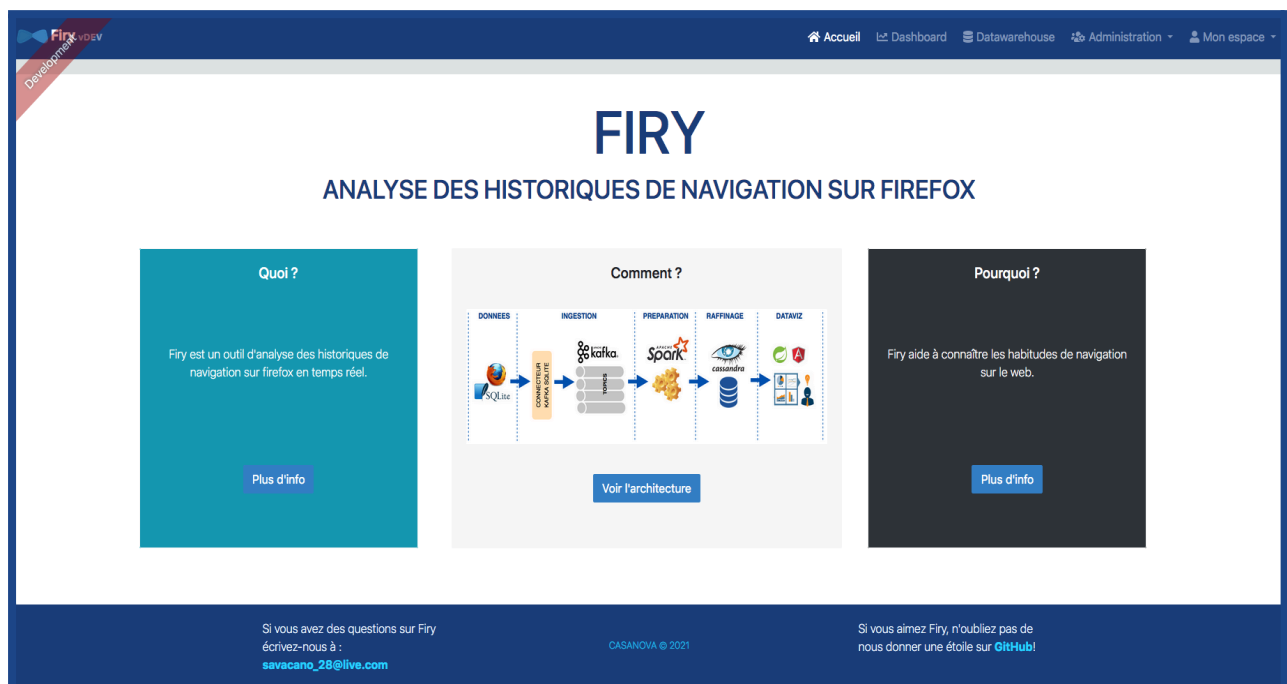 Firy vDEV
Accueil
Dashboard
Datawarehouse
Administration
Mon espace
Development
FIRY
ANALYSE DES HISTORIQUES DE NAVIGATION SUR FIREFOX
Quoi ?
Firy est un outil d'analyse des historiques de
navigation sur firefox en temps réel.
Plus d'info
Comment ?
DONNEES
INGESTION
PREPARATION
RAFFINAGE
DATAVIZ
SQLite
CONNECTEUR
KAFKA SQLITE
kafka.
TOPICS
APACHE
Spark
cassandra
Voir l'architecture
Pourquoi ?
Firy aide à connaître les habitudes de navigation
sur le web.
Plus d'info
Si vous avez des questions sur Firy
écrivez-nous à :
savacano_28@live.com
CASANOVA @ 2021
Si vous aimez Firy, n'oubliez pas de
nous donner une étoile sur GitHub!